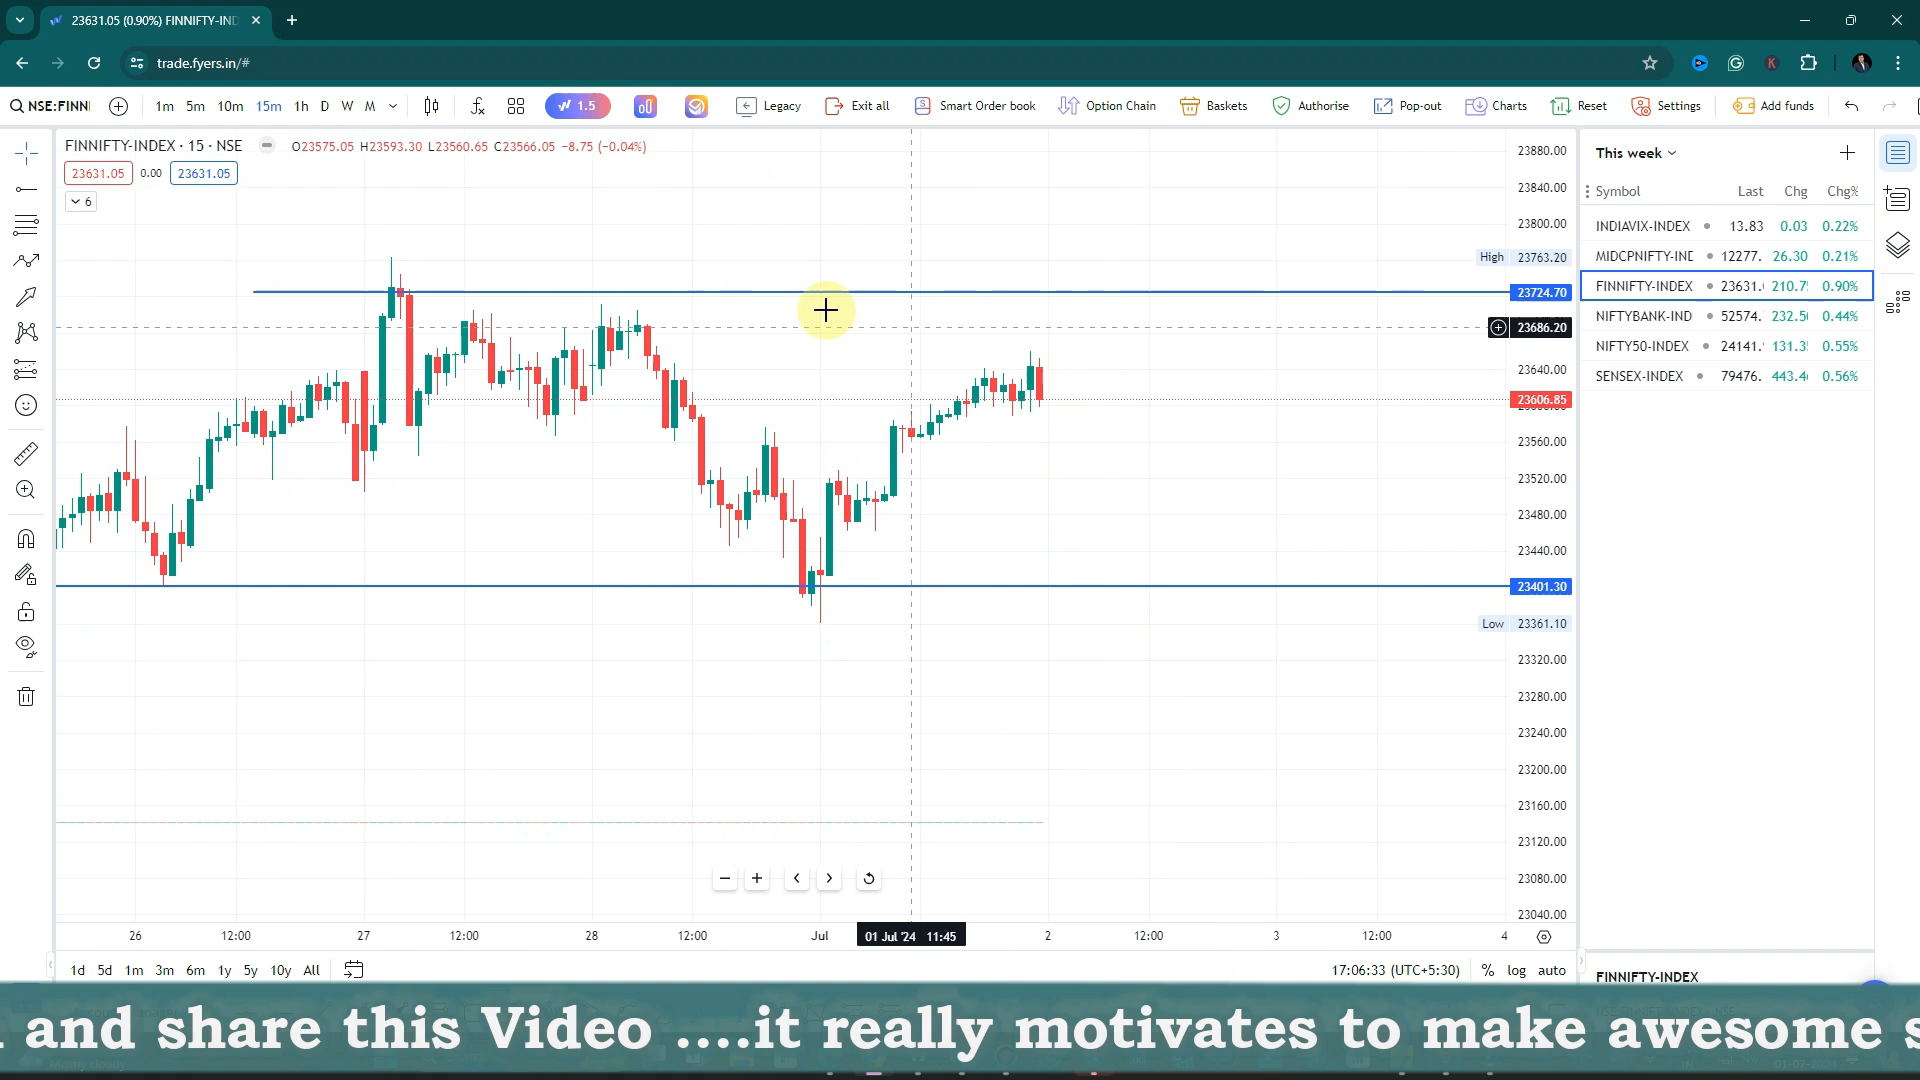 23631.05 (0.90%) FINNIFTY-IND
trade.fyers.in/#
NSE:FINNI 1m 5m 10m 15m 1h D W M 1.5 Legacy Exit all Smart Order book Option Chain Baskets Authorise Pop-out Charts Reset Settings Add funds
FINNIFTY-INDEX · 15 · NSE O23575.05 H23593.30 L23560.65 C23566.05 -8.75 (-0.04%)
23631.05 0.00 23631.05
6
23880.00
23840.00
23800.00
High 23763.20
23724.70
23686.20
23640.00
23606.85
23560.00
23520.00
23480.00
23440.00
23401.30
Low 23361.10
23320.00
23280.00
23240.00
23200.00
23160.00
23120.00
23080.00
23040.00
26 12:00 27 12:00 28 12:00 Jul 01 Jul '24 11:45 2 12:00 3 12:00 4
1d 5d 1m 3m 6m 1y 5y 10y All 17:06:33 (UTC+5:30) % log auto
This week
Symbol Last Chg Chg%
INDIAVIX-INDEX 13.83 0.03 0.22%
MIDCPNIFTY-INE 12277. 26.30 0.21%
FINNIFTY-INDEX 23631. 210.7 0.90%
NIFTYBANK-IND 52574. 232.5 0.44%
NIFTY50-INDEX 24141. 131.3 0.55%
SENSEX-INDEX 79476. 443.4 0.56%
FINNIFTY-INDEX
and share this Video ....it really motivates to make awesome s